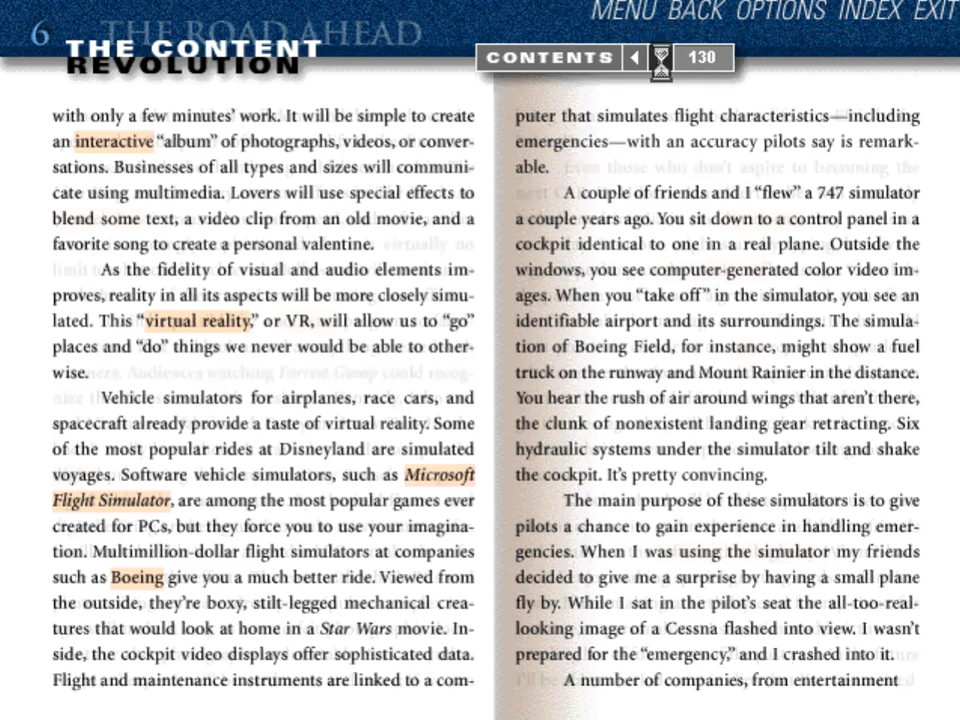 MENU BACK OPTIONS INDEX EXIT
6 THE ROAD AHEAD
THE CONTENT
REVOLUTION
CONTENTS 130
with only a few minutes’ work. It will be simple to create
an interactive “album” of photographs, videos, or conver-
sations. Businesses of all types and sizes will communi-
cate using multimedia. Lovers will use special effects to
blend some text, a video clip from an old movie, and a
favorite song to create a personal valentine.
As the fidelity of visual and audio elements im-
proves, reality in all its aspects will be more closely simu-
lated. This “virtual reality,” or VR, will allow us to “go”
places and “do” things we never would be able to other-
wise.
Vehicle simulators for airplanes, race cars, and
spacecraft already provide a taste of virtual reality. Some
of the most popular rides at Disneyland are simulated
voyages. Software vehicle simulators, such as Microsoft
Flight Simulator, are among the most popular games ever
created for PCs, but they force you to use your imagina-
tion. Multimillion-dollar flight simulators at companies
such as Boeing give you a much better ride. Viewed from
the outside, they’re boxy, stilt-legged mechanical crea-
tures that would look at home in a Star Wars movie. In-
side, the cockpit video displays offer sophisticated data.
Flight and maintenance instruments are linked to a com-
puter that simulates flight characteristics—including
emergencies—with an accuracy pilots say is remark-
able.
A couple of friends and I “flew” a 747 simulator
a couple years ago. You sit down to a control panel in a
cockpit identical to one in a real plane. Outside the
windows, you see computer-generated color video im-
ages. When you “take off” in the simulator, you see an
identifiable airport and its surroundings. The simula-
tion of Boeing Field, for instance, might show a fuel
truck on the runway and Mount Rainier in the distance.
You hear the rush of air around wings that aren’t there,
the clunk of nonexistent landing gear retracting. Six
hydraulic systems under the simulator tilt and shake
the cockpit. It’s pretty convincing.
The main purpose of these simulators is to give
pilots a chance to gain experience in handling emer-
gencies. When I was using the simulator my friends
decided to give me a surprise by having a small plane
fly by. While I sat in the pilot’s seat the all-too-real-
looking image of a Cessna flashed into view. I wasn’t
prepared for the “emergency,” and I crashed into it.
A number of companies, from entertainment